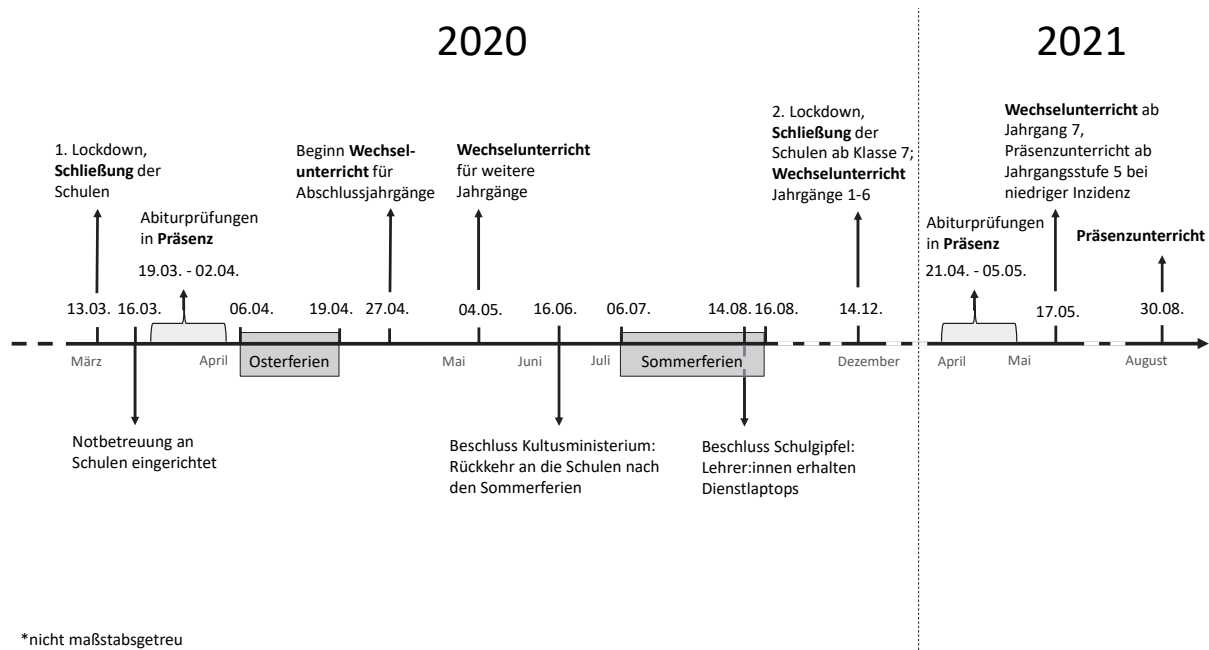 2020
2021
1. Lockdown,
Schließung der
Schulen
Abiturprüfungen
in Präsenz
19.03. - 02.04.
Beginn Wechsel-
unterricht für
Abschlussjahrgänge
Wechselunterricht
für weitere
Jahrgänge
2. Lockdown,
Schließung der
Schulen ab Klasse 7;
Wechselunterricht
Jahrgänge 1-6
Abiturprüfungen
in Präsenz
21.04. - 05.05.
Wechselunterricht ab
Jahrgang 7,
Präsenzunterricht ab
Jahrgangsstufe 5 bei
niedriger Inzidenz
Präsenzunterricht
13.03. 16.03. 06.04. 19.04. 27.04. 04.05. 16.06. 06.07. 14.08. 16.08. 14.12. 17.05. 30.08.
März April Osterferien Mai Juni Juli Sommerferien Dezember April Mai August
Notbetreuung an
Schulen eingerichtet
Beschluss Kultusministerium:
Rückkehr an die Schulen nach
den Sommerferien
Beschluss Schulgipfel:
Lehrer:innen erhalten
Dienstlaptops
*nicht maßstabsgetreu